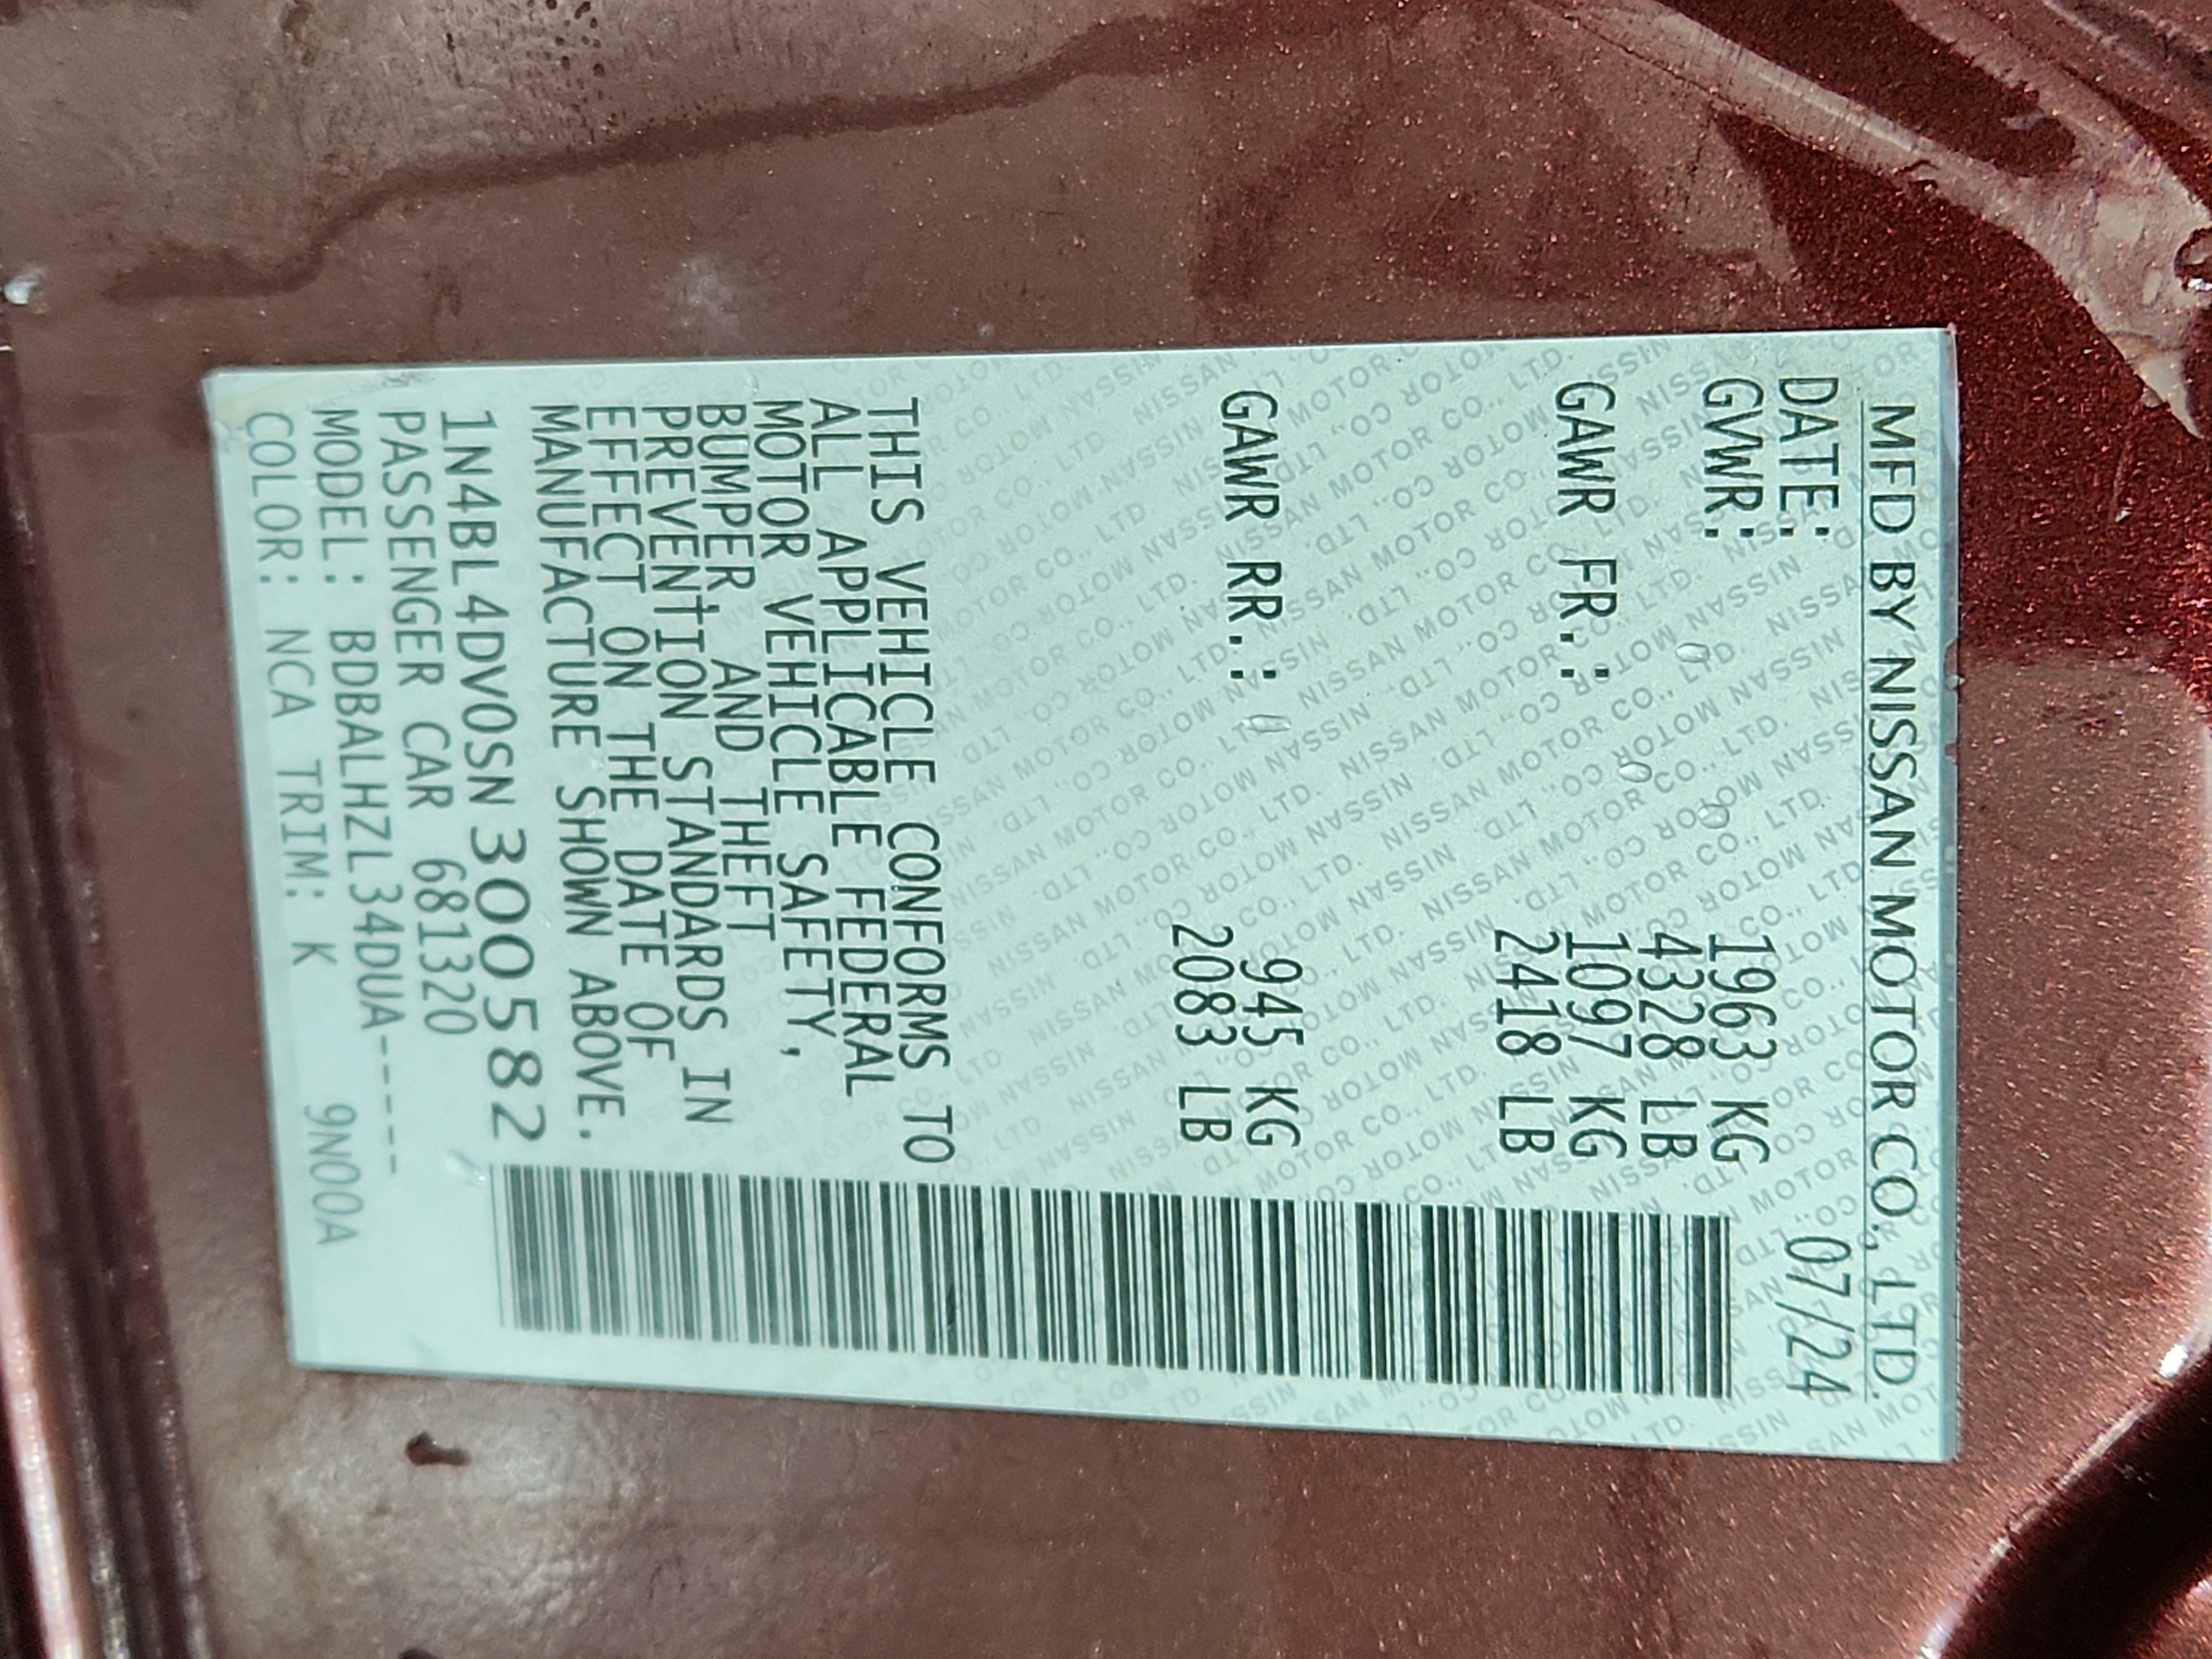 MFD BY NISSAN MOTOR CO., LTD.
DATE: 07/24
GVWR: 1963 KG
4328 LB
GAWR FR.: 1097 KG
2418 LB
GAWR RR.: 945 KG
2083 LB
THIS VEHICLE CONFORMS TO
ALL APPLICABLE FEDERAL
MOTOR VEHICLE SAFETY,
BUMPER, AND THEFT
PREVENTION STANDARDS IN
EFFECT ON THE DATE OF
MANUFACTURE SHOWN ABOVE.
1N4BL4DV0SN300582
PASSENGER CAR 681320
MODEL: BDBALHZL34DUA-----
COLOR: NCA TRIM: K 9N00A